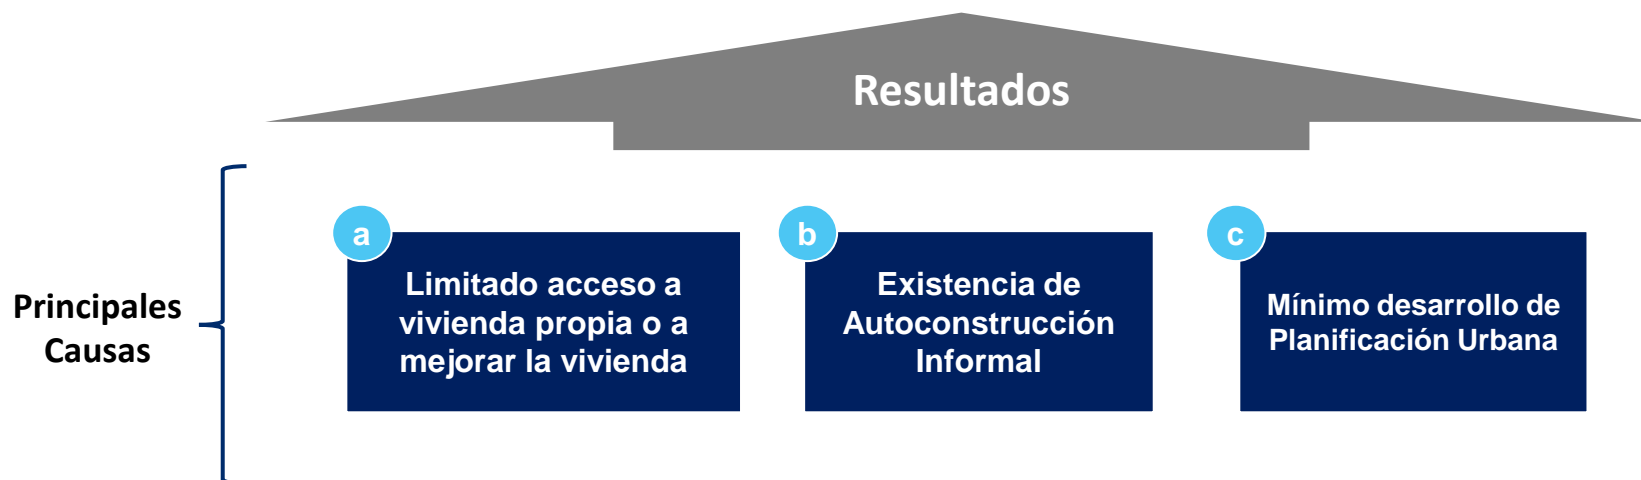 Resultados
Principales
Causas
a
Limitado acceso a
vivienda propia o a
mejorar la vivienda
b
Existencia de
Autoconstrucción
Informal
c
Mínimo desarrollo de
Planificación Urbana